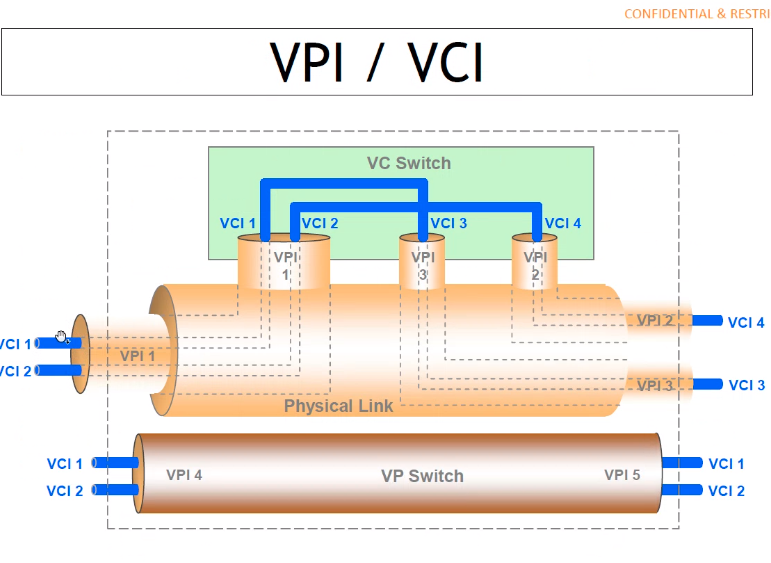 CONFIDENTIAL & RESTRI
VPI / VCI
VC Switch
VCI 1
VCI 2
VCI 3
VCI 4
VPI
1
VPI
3
VPI
2
VPI 2
VCI 4
VCI 1
VPI 1
VCI 2
VPI 3
VCI 3
Physical Link
VCI 1
VCI 2
VPI 4
VP Switch
VPI 5
VCI 1
VCI 2